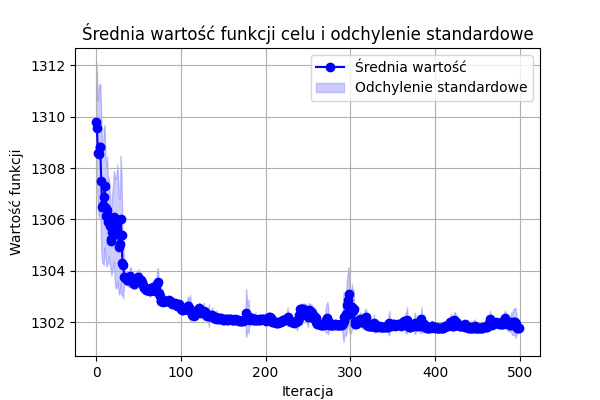 Średnia wartość funkcji celu i odchylenie standardowe
Średnia wartość
Odchylenie standardowe
Wartość funkcji
1312
1310
1308
1306
1304
1302
0 100 200 300 400 500
Iteracja